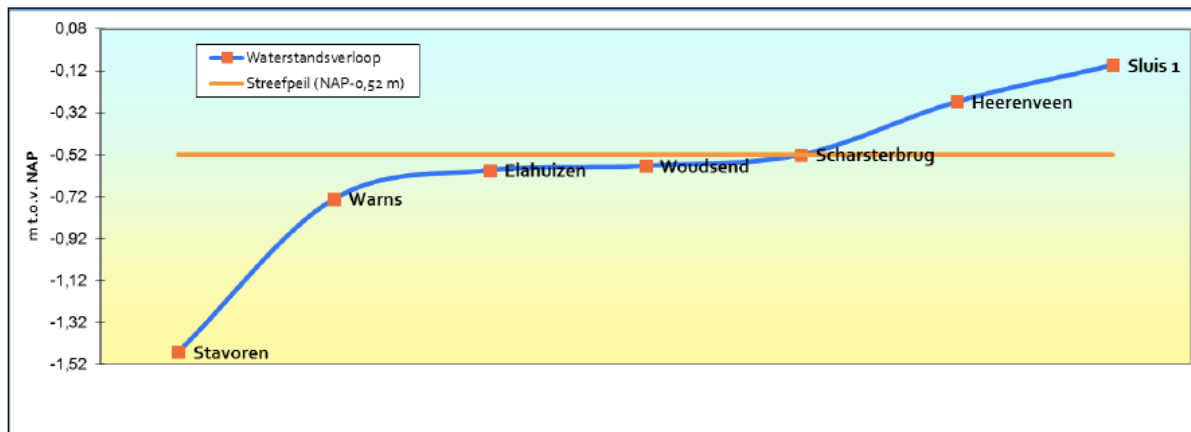 0,08
-0,12
-0,32
-0,52
-0,72
-0,92
-1,12
-1,32
-1,52
m t.o.v. NAP
Waterstandsverloop
Streefpeil (NAP-0,52 m)
Stavoren
Warns
Elahuizen
Woudsend
Scharsterbrug
Heerenveen
Sluis 1